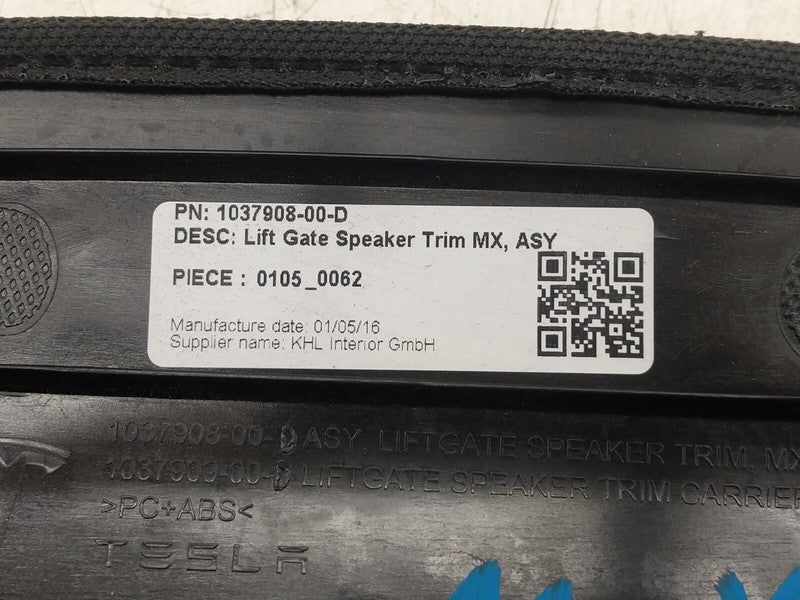 PN: 1037908-00-D
DESC: Lift Gate Speaker Trim MX, ASY
PIECE : 0105_0062
Manufacture date: 01/05/16
Supplier name: KHL Interior GmbH
1037908-00-D ASY, LIFTGATE SPEAKER TRIM, MX
1037909-00-D LIFTGATE SPEAKER TRIM CARRIER
>PC+ABS<
TESLA